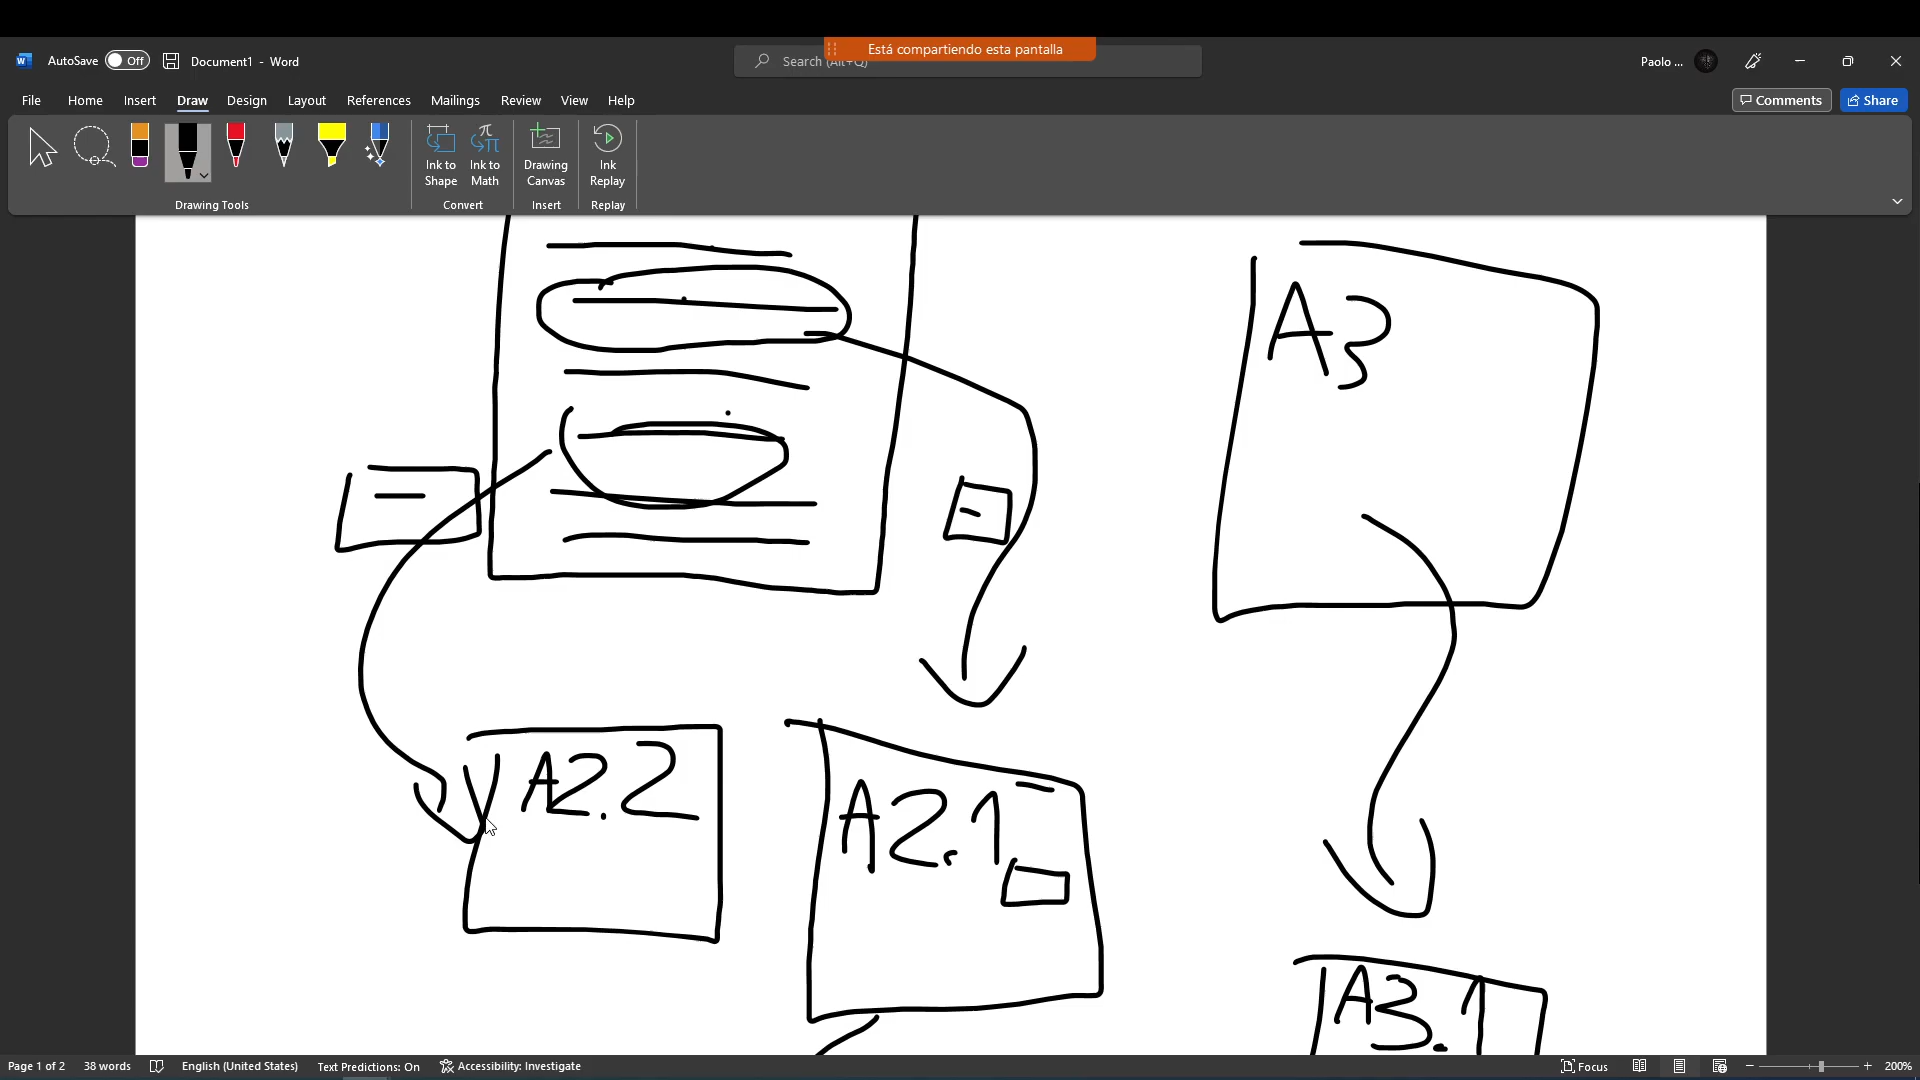 Está compartiendo esta pantalla
AutoSave Off Document1 - Word
Paolo ...
File Home Insert Draw Design Layout References Mailings Review View Help
Comments Share
Ink to Shape
Ink to Math
Drawing Canvas
Ink Replay
Drawing Tools Convert Insert Replay
A3
A2.2
A2.1
A3.1
Page 1 of 2 38 words English (United States) Text Predictions: On Accessibility: Investigate Focus 200%